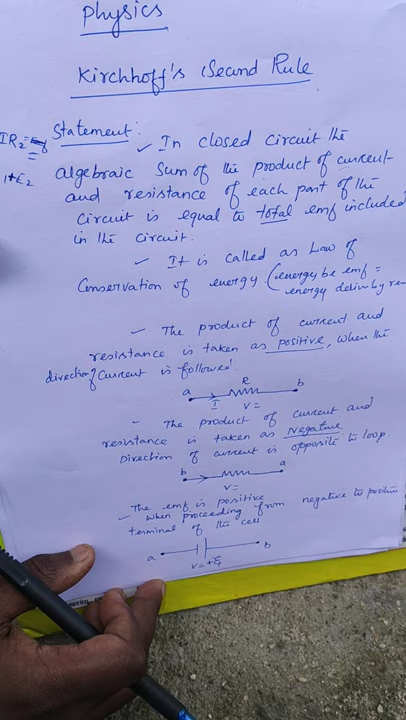 Physics
Kirchhoff's Second Rule
Statement:
✓ In closed circuit the
algebraic sum of the product of current
and resistance of each part of the
circuit is equal to total emf included
in the circuit.
✓ It is called as Law of
Conservation of energy. (energy be emf =
energy deliv by re
- The product of current and
resistance is taken as positive, when the
direction of current is followed.
a R b
I V=
- The product of current and
resistance is taken as Negative
Direction of current is opposite to loop.
b a
V=
The emf is positive
✓ when proceeding from negative to positive
terminal of the cell.
a b